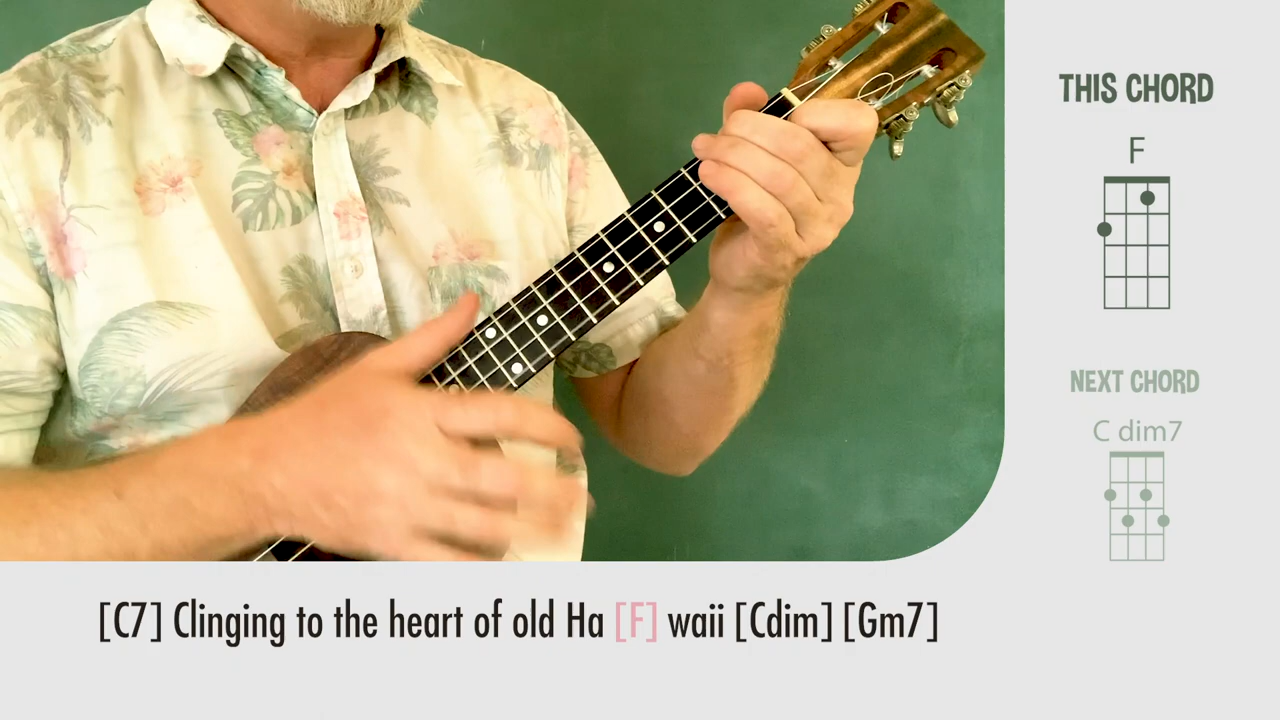 THIS CHORD
F
NEXT CHORD
C dim7
[C7] Clinging to the heart of old Ha [F] waii [Cdim] [Gm7]